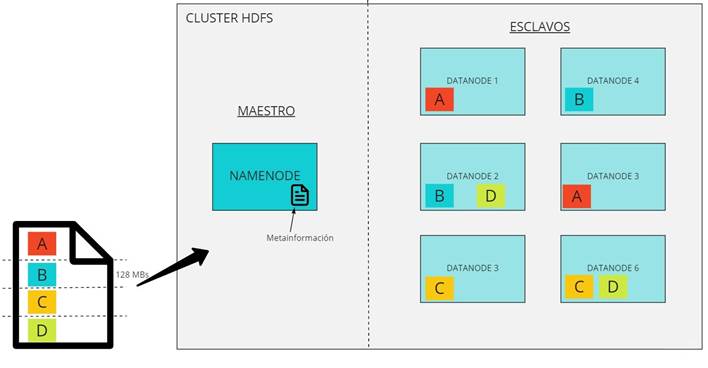 CLUSTER HDFS
ESCLAVOS
MAESTRO
NAMENODE
Metainformación
DATANODE 1
A
DATANODE 4
B
DATANODE 2
B D
DATANODE 3
A
DATANODE 3
C
DATANODE 6
C D
A
B
128 MBs
C
D